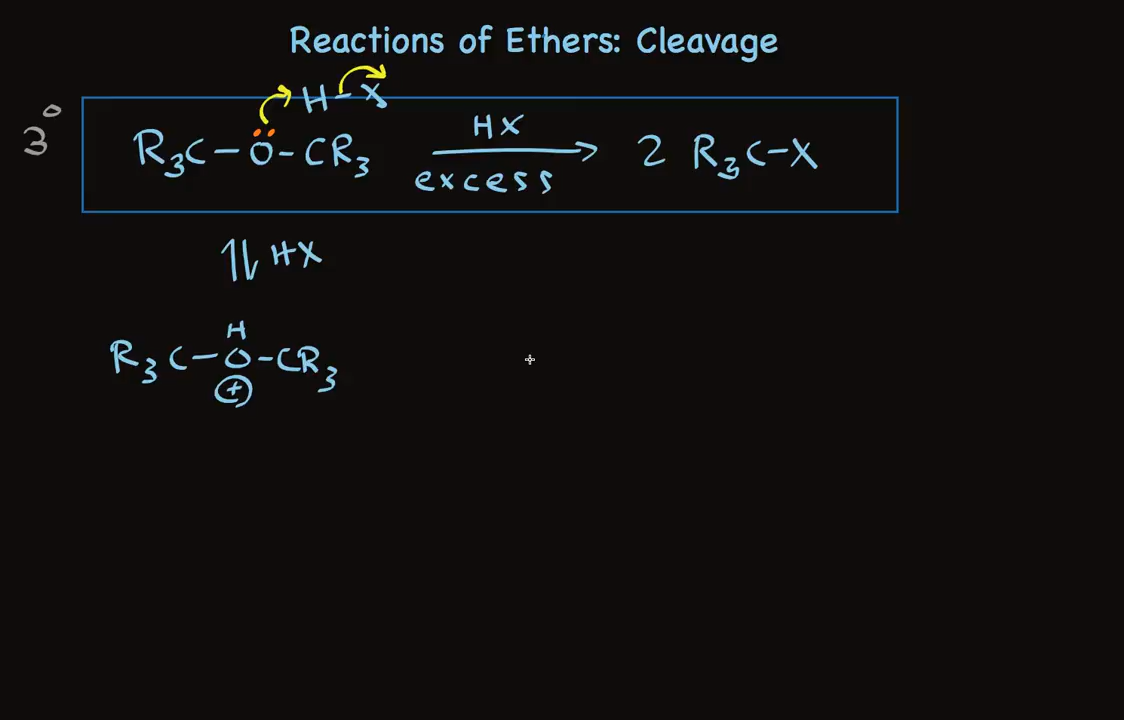 Reactions of Ethers: Cleavage
H-X
3°
R₃C-O-CR₃ HX excess 2 R₃C-X
⇌ HX
H
R₃C-O-CR₃
⊕